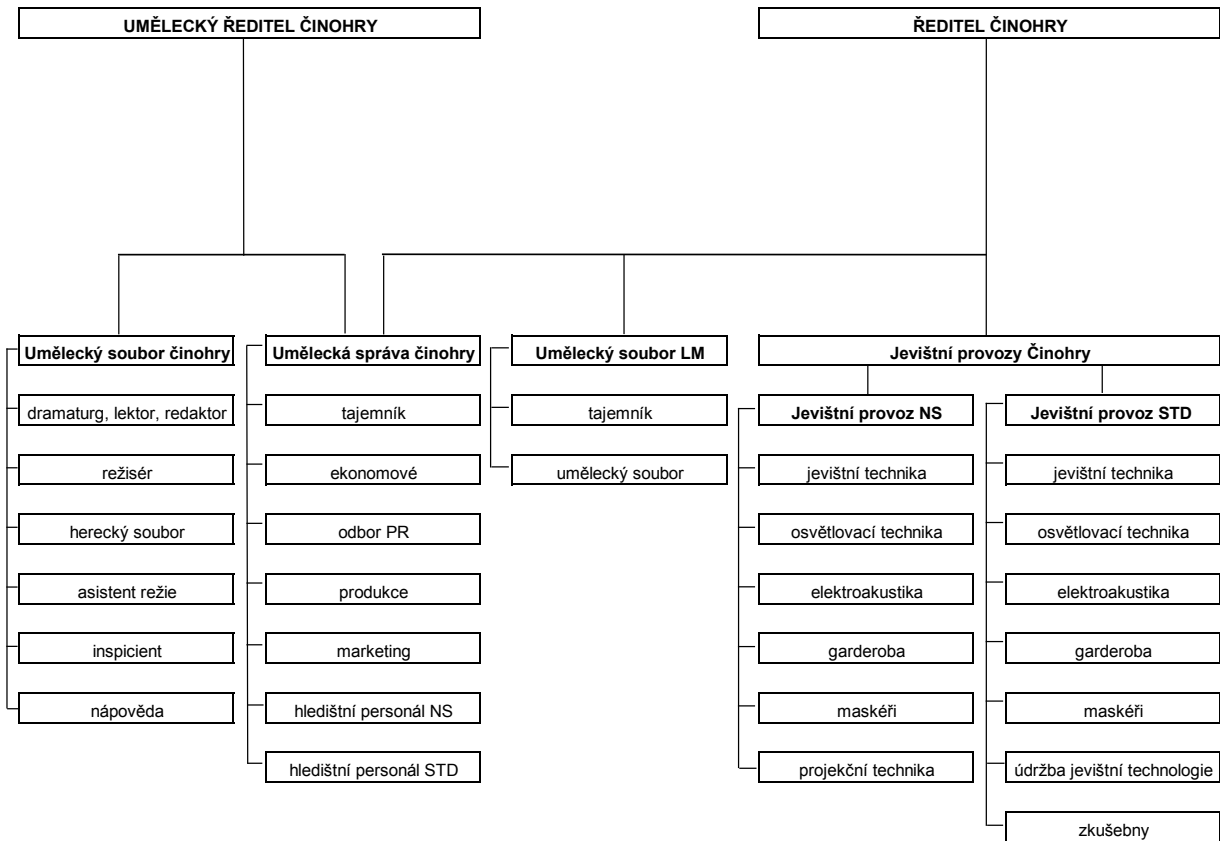 UMĚLECKÝ ŘEDITEL ČINOHRY
ŘEDITEL ČINOHRY
Umělecký soubor činohry
dramaturg, lektor, redaktor
režisér
herecký soubor
asistent režie
inspicient
nápověda
Umělecká správa činohry
tajemník
ekonomové
odbor PR
produkce
marketing
hledištní personál NS
hledištní personál STD
Umělecký soubor LM
tajemník
umělecký soubor
Jevištní provozy Činohry
Jevištní provoz NS
jevištní technika
osvětlovací technika
elektroakustika
garderoba
maskéři
projekční technika
Jevištní provoz STD
jevištní technika
osvětlovací technika
elektroakustika
garderoba
maskéři
údržba jevištní technologie
zkušebny